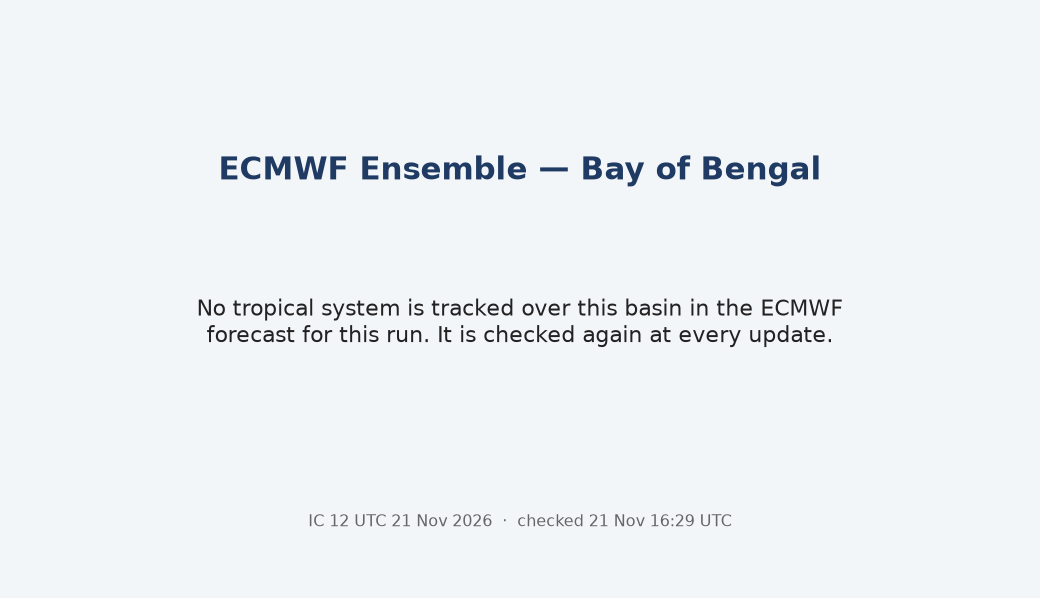 ECMWF Ensemble — Bay of Bengal
No tropical system is tracked over this basin in the ECMWF
forecast for this run. It is checked again at every update.
IC 12 UTC 21 Nov 2026 · checked 21 Nov 16:29 UTC